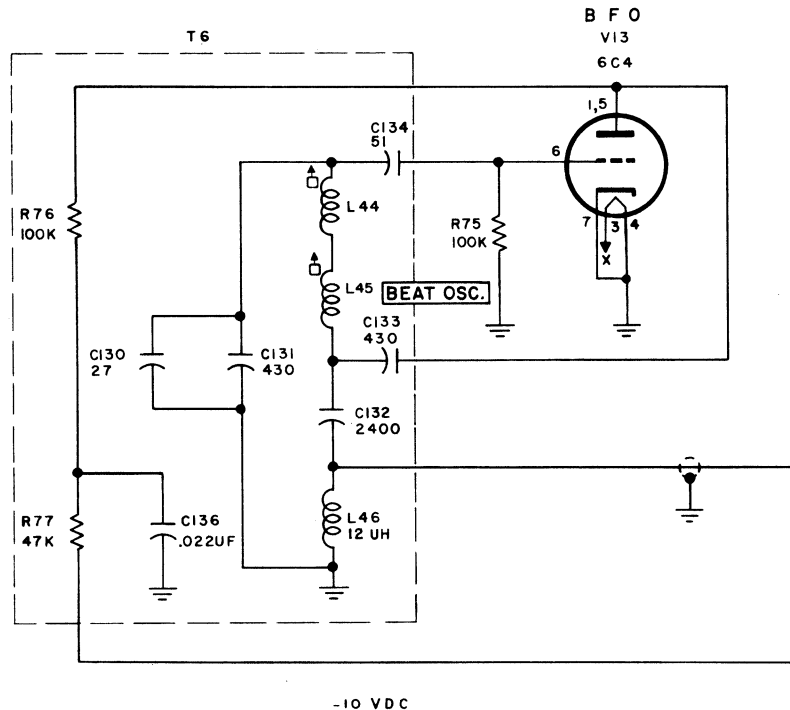 B F O
V13
6C4
T6
1,5
C134
51
6
L44
R76
100K
R75
100K
7
3
4
X
L45
BEAT OSC.
C133
430
C130
27
C131
430
C132
2400
R77
47K
C136
.022UF
L46
12 UH
-10 VDC